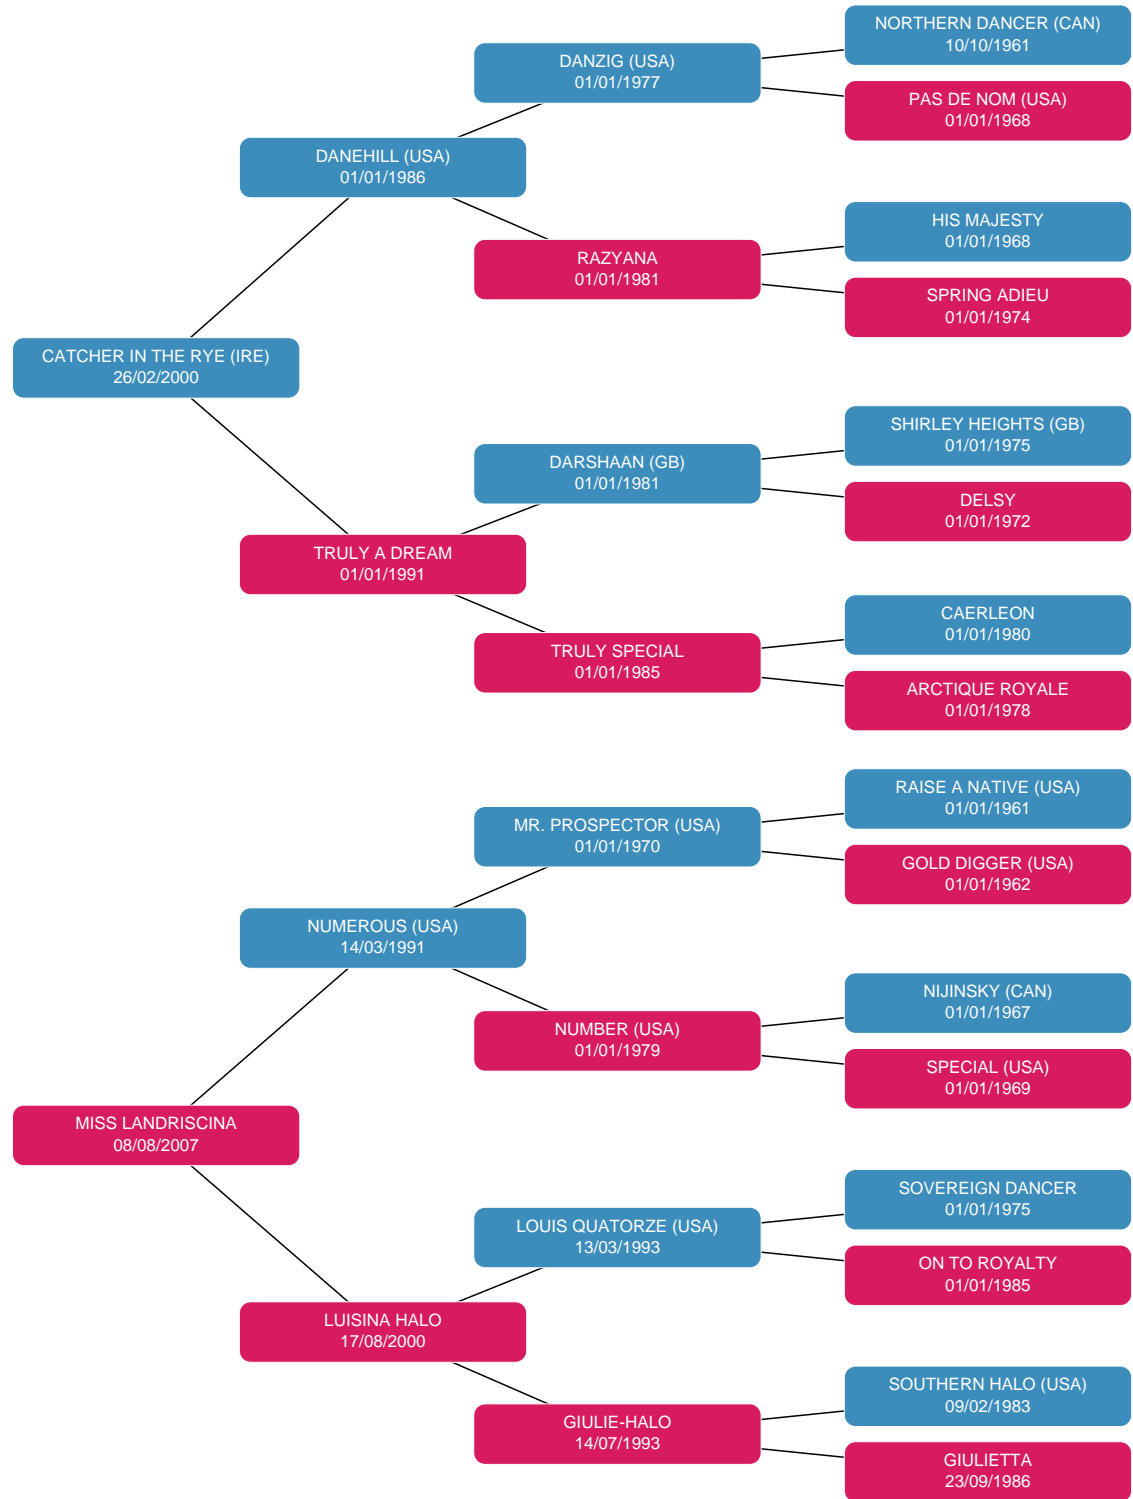 NORTHERN DANCER (CAN)
10/10/1961
DANZIG (USA)
01/01/1977
PAS DE NOM (USA)
01/01/1968
DANEHILL (USA)
01/01/1986
HIS MAJESTY
01/01/1968
RAZYANA
01/01/1981
SPRING ADIEU
01/01/1974
CATCHER IN THE RYE (IRE)
26/02/2000
SHIRLEY HEIGHTS (GB)
01/01/1975
DARSHAAN (GB)
01/01/1981
DELSY
01/01/1972
TRULY A DREAM
01/01/1991
CAERLEON
01/01/1980
TRULY SPECIAL
01/01/1985
ARCTIQUE ROYALE
01/01/1978
RAISE A NATIVE (USA)
01/01/1961
MR. PROSPECTOR (USA)
01/01/1970
GOLD DIGGER (USA)
01/01/1962
NUMEROUS (USA)
14/03/1991
NIJINSKY (CAN)
01/01/1967
NUMBER (USA)
01/01/1979
SPECIAL (USA)
01/01/1969
MISS LANDRISCINA
08/08/2007
SOVEREIGN DANCER
01/01/1975
LOUIS QUATORZE (USA)
13/03/1993
ON TO ROYALTY
01/01/1985
LUISINA HALO
17/08/2000
SOUTHERN HALO (USA)
09/02/1983
GIULIE-HALO
14/07/1993
GIULIETTA
23/09/1986